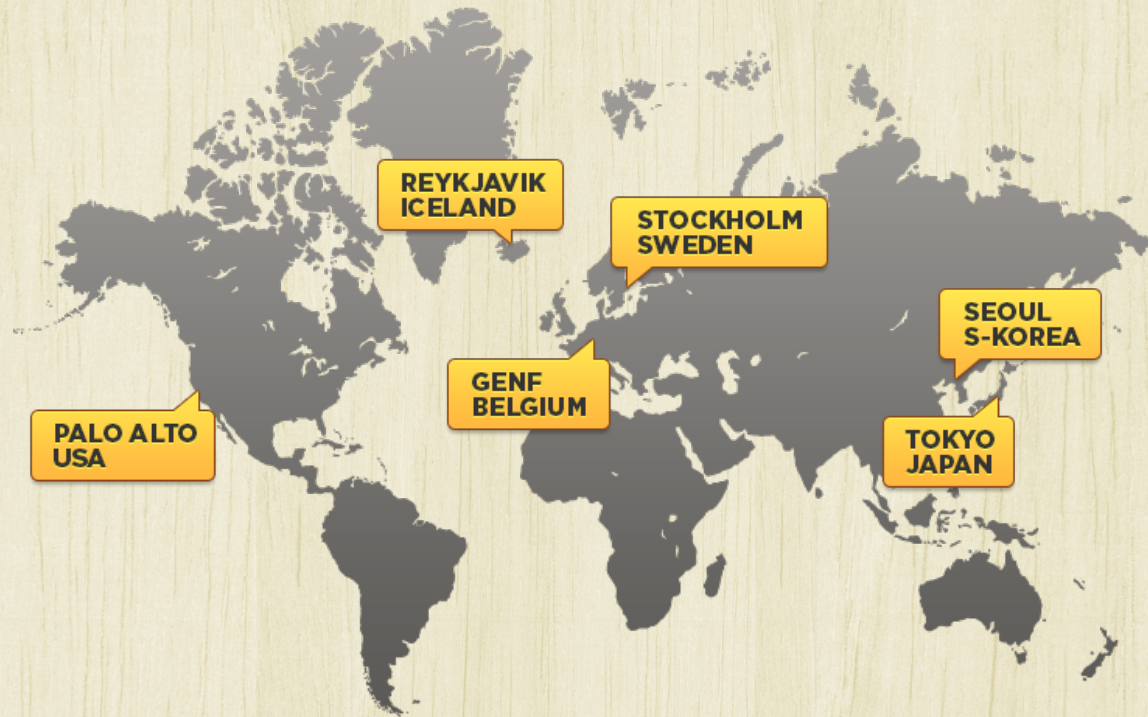 REYKJAVIK
ICELAND
STOCKHOLM
SWEDEN
SEOUL
S-KOREA
GENF
BELGIUM
PALO ALTO
USA
TOKYO
JAPAN